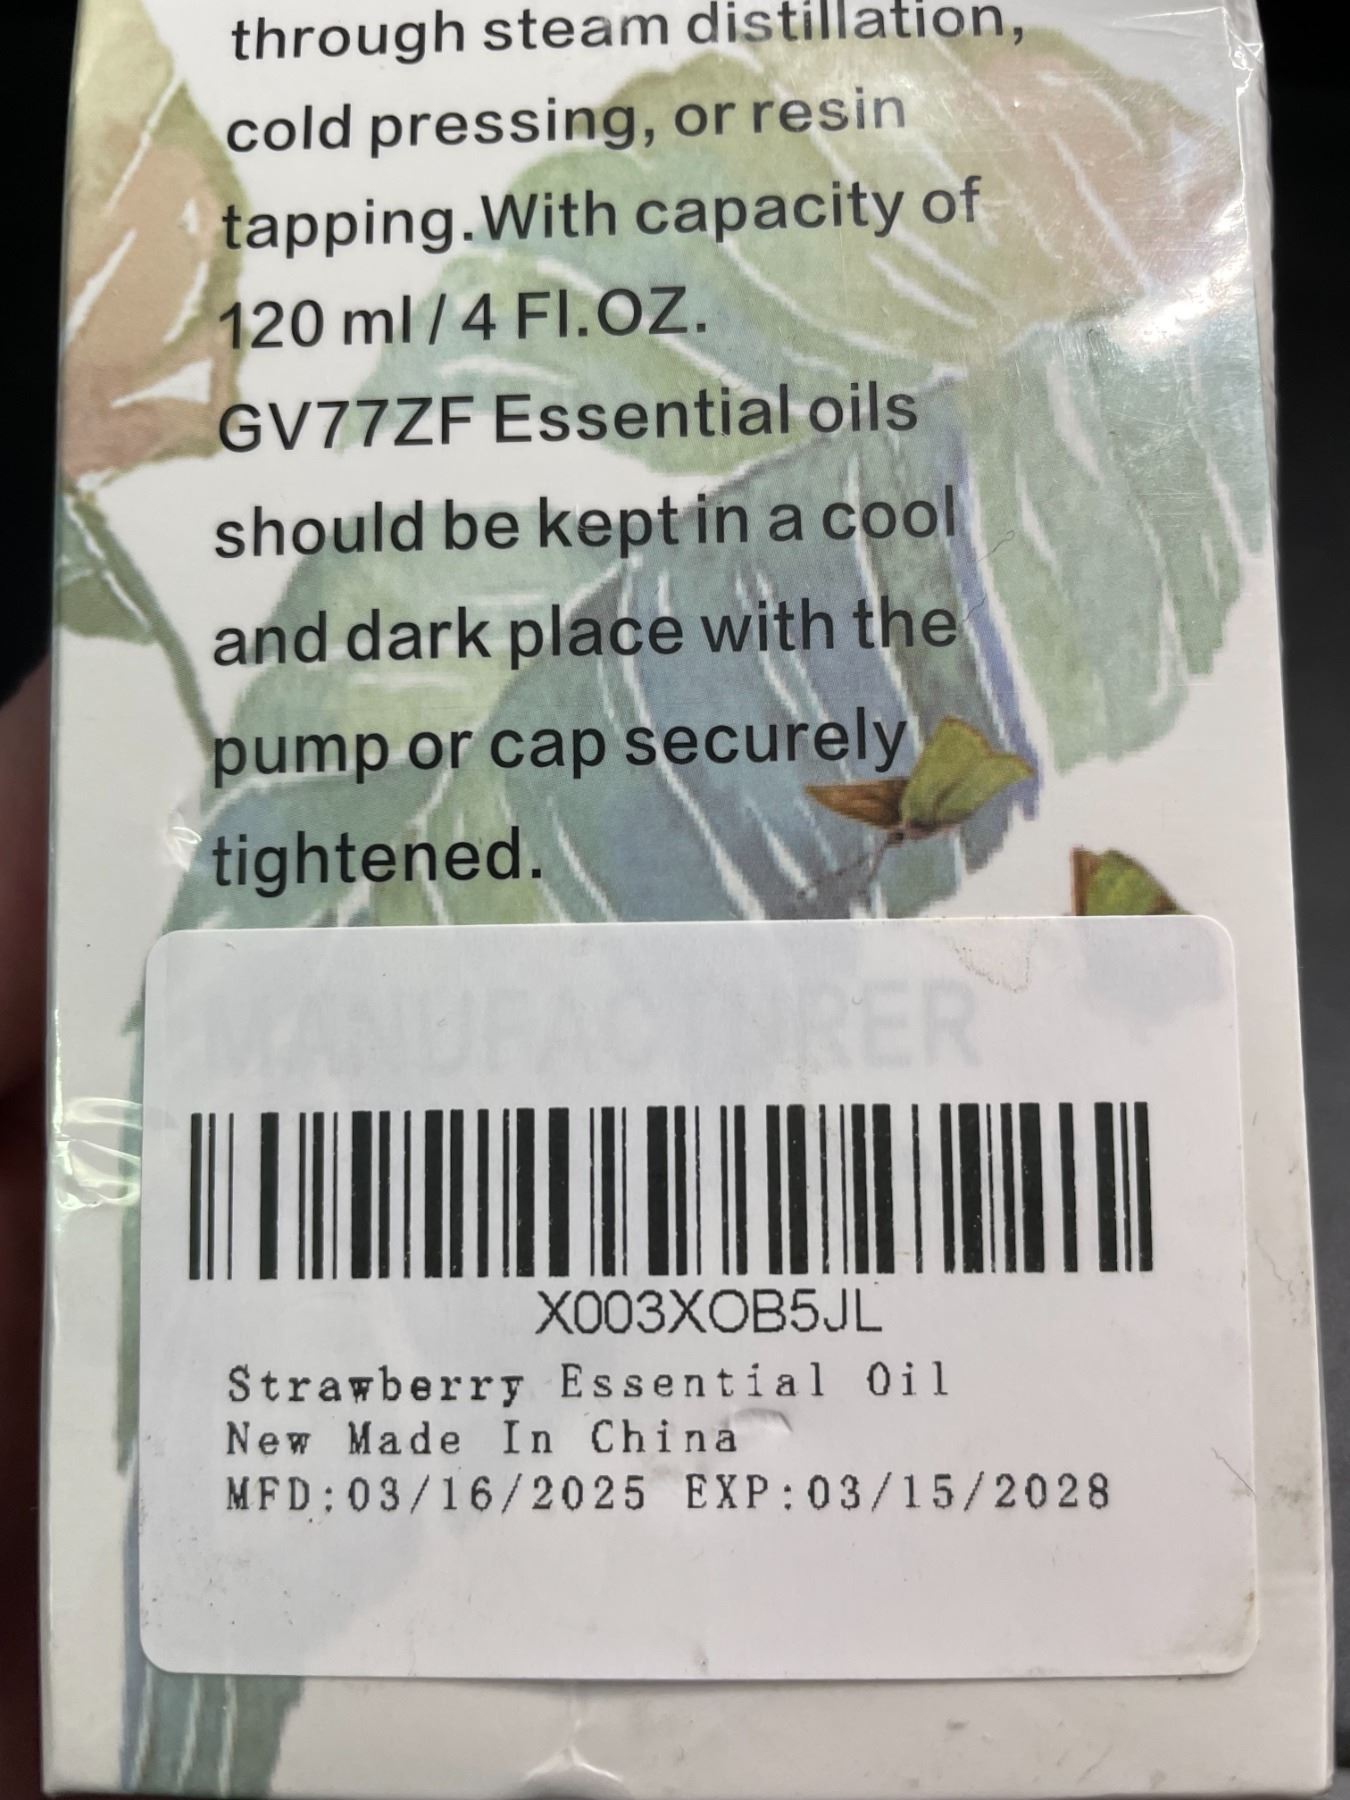 through steam distillation,
cold pressing, or resin
tapping.With capacity of
120 ml / 4 Fl.OZ.
GV77ZF Essential oils
should be kept in a cool
and dark place with the
pump or cap securely
tightened.
MANUFACTURER
X003XOB5JL
Strawberry Essential Oil
New Made In China
MFD:03/16/2025 EXP:03/15/2028